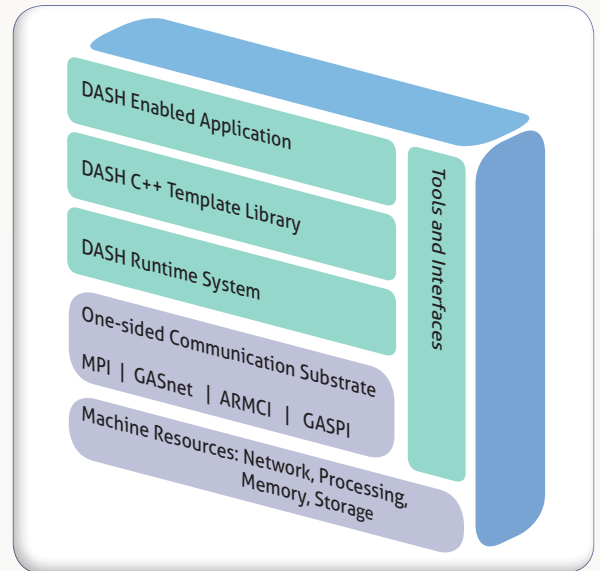 DASH Enabled Application
DASH C++ Template Library
DASH Runtime System
One-sided Communication Substrate
MPI | GASnet | ARMCI | GASPI
Machine Resources: Network, Processing,
Memory, Storage
Tools and Interfaces